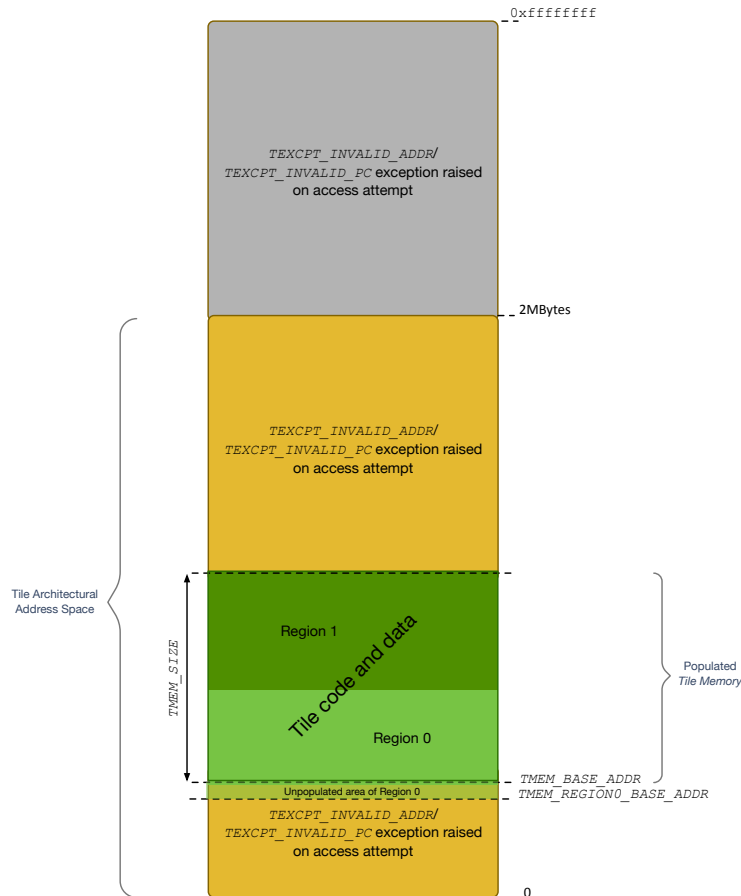 0xffffffff
TEXCPT_INVALID_ADDR/
TEXCPT_INVALID_PC exception raised
on access attempt
2MBytes
TEXCPT_INVALID_ADDR/
TEXCPT_INVALID_PC exception raised
on access attempt
Tile Architectural
Address Space
TMEM_SIZE
Region 1
Tile code and data
Region 0
Populated
Tile Memory
TMEM_BASE_ADDR
Unpopulated area of Region 0
TMEM_REGION0_BASE_ADDR
TEXCPT_INVALID_ADDR/
TEXCPT_INVALID_PC exception raised
on access attempt
0